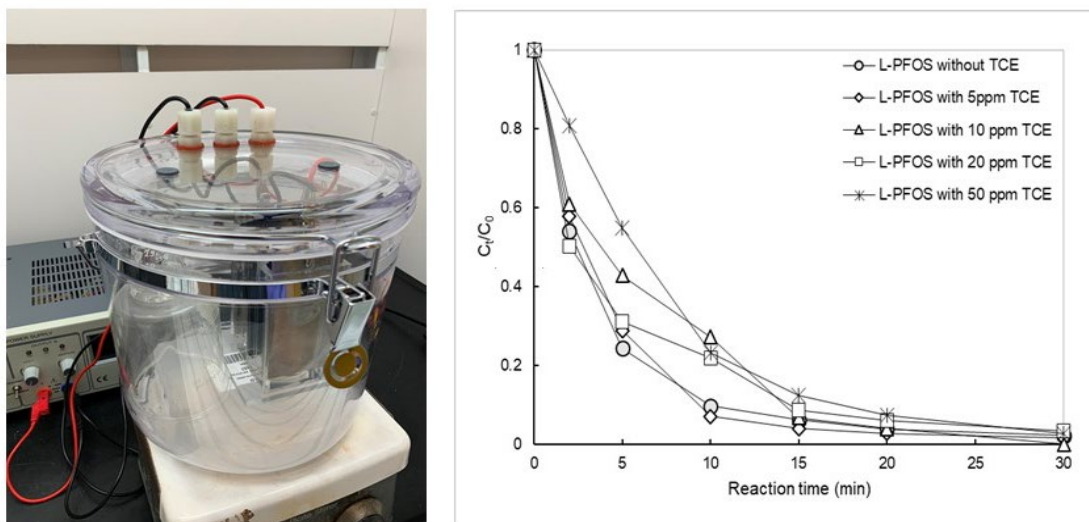 OWER SUPPLY
CE
1
0.8
0.6
0.4
0.2
0
Cₜ/C₀
0 5 10 15 20 25 30
Reaction time (min)
L-PFOS without TCE
L-PFOS with 5ppm TCE
L-PFOS with 10 ppm TCE
L-PFOS with 20 ppm TCE
L-PFOS with 50 ppm TCE